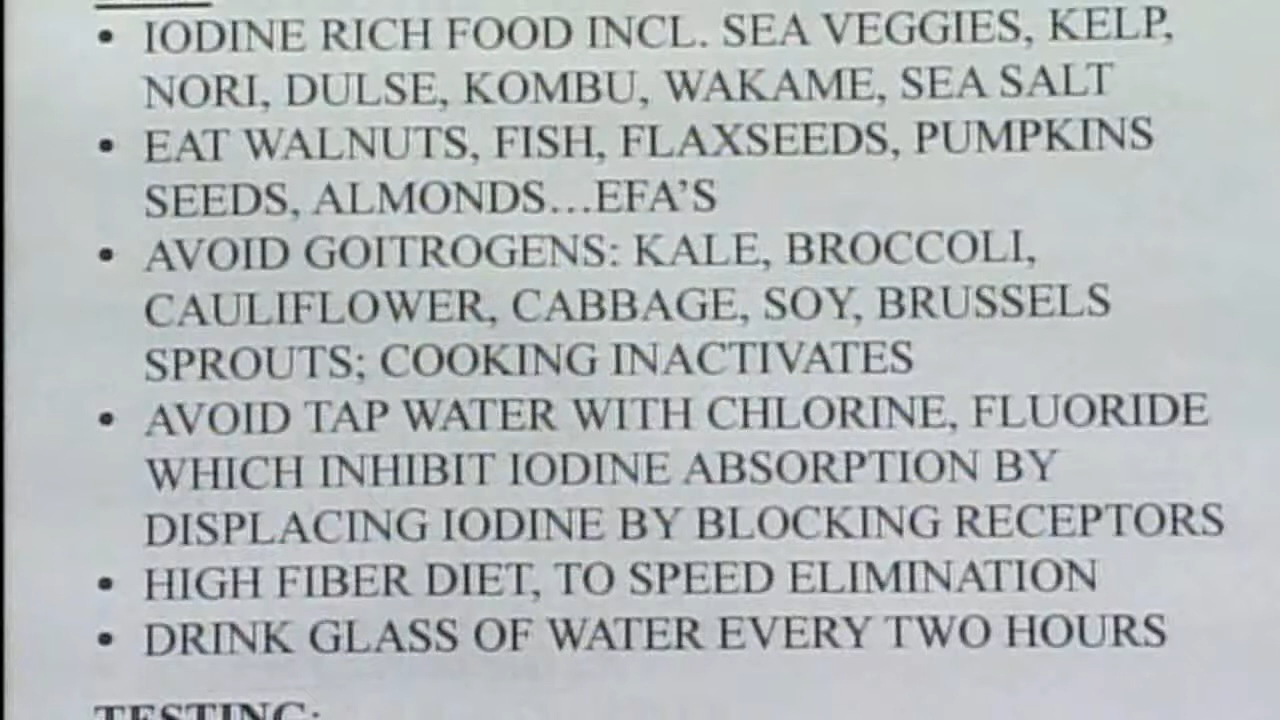 • IODINE RICH FOOD INCL. SEA VEGGIES, KELP,
NORI, DULSE, KOMBU, WAKAME, SEA SALT
• EAT WALNUTS, FISH, FLAXSEEDS, PUMPKINS
SEEDS, ALMONDS...EFA'S
• AVOID GOITROGENS: KALE, BROCCOLI,
CAULIFLOWER, CABBAGE, SOY, BRUSSELS
SPROUTS; COOKING INACTIVATES
• AVOID TAP WATER WITH CHLORINE, FLUORIDE
WHICH INHIBIT IODINE ABSORPTION BY
DISPLACING IODINE BY BLOCKING RECEPTORS
• HIGH FIBER DIET, TO SPEED ELIMINATION
• DRINK GLASS OF WATER EVERY TWO HOURS
TESTING: